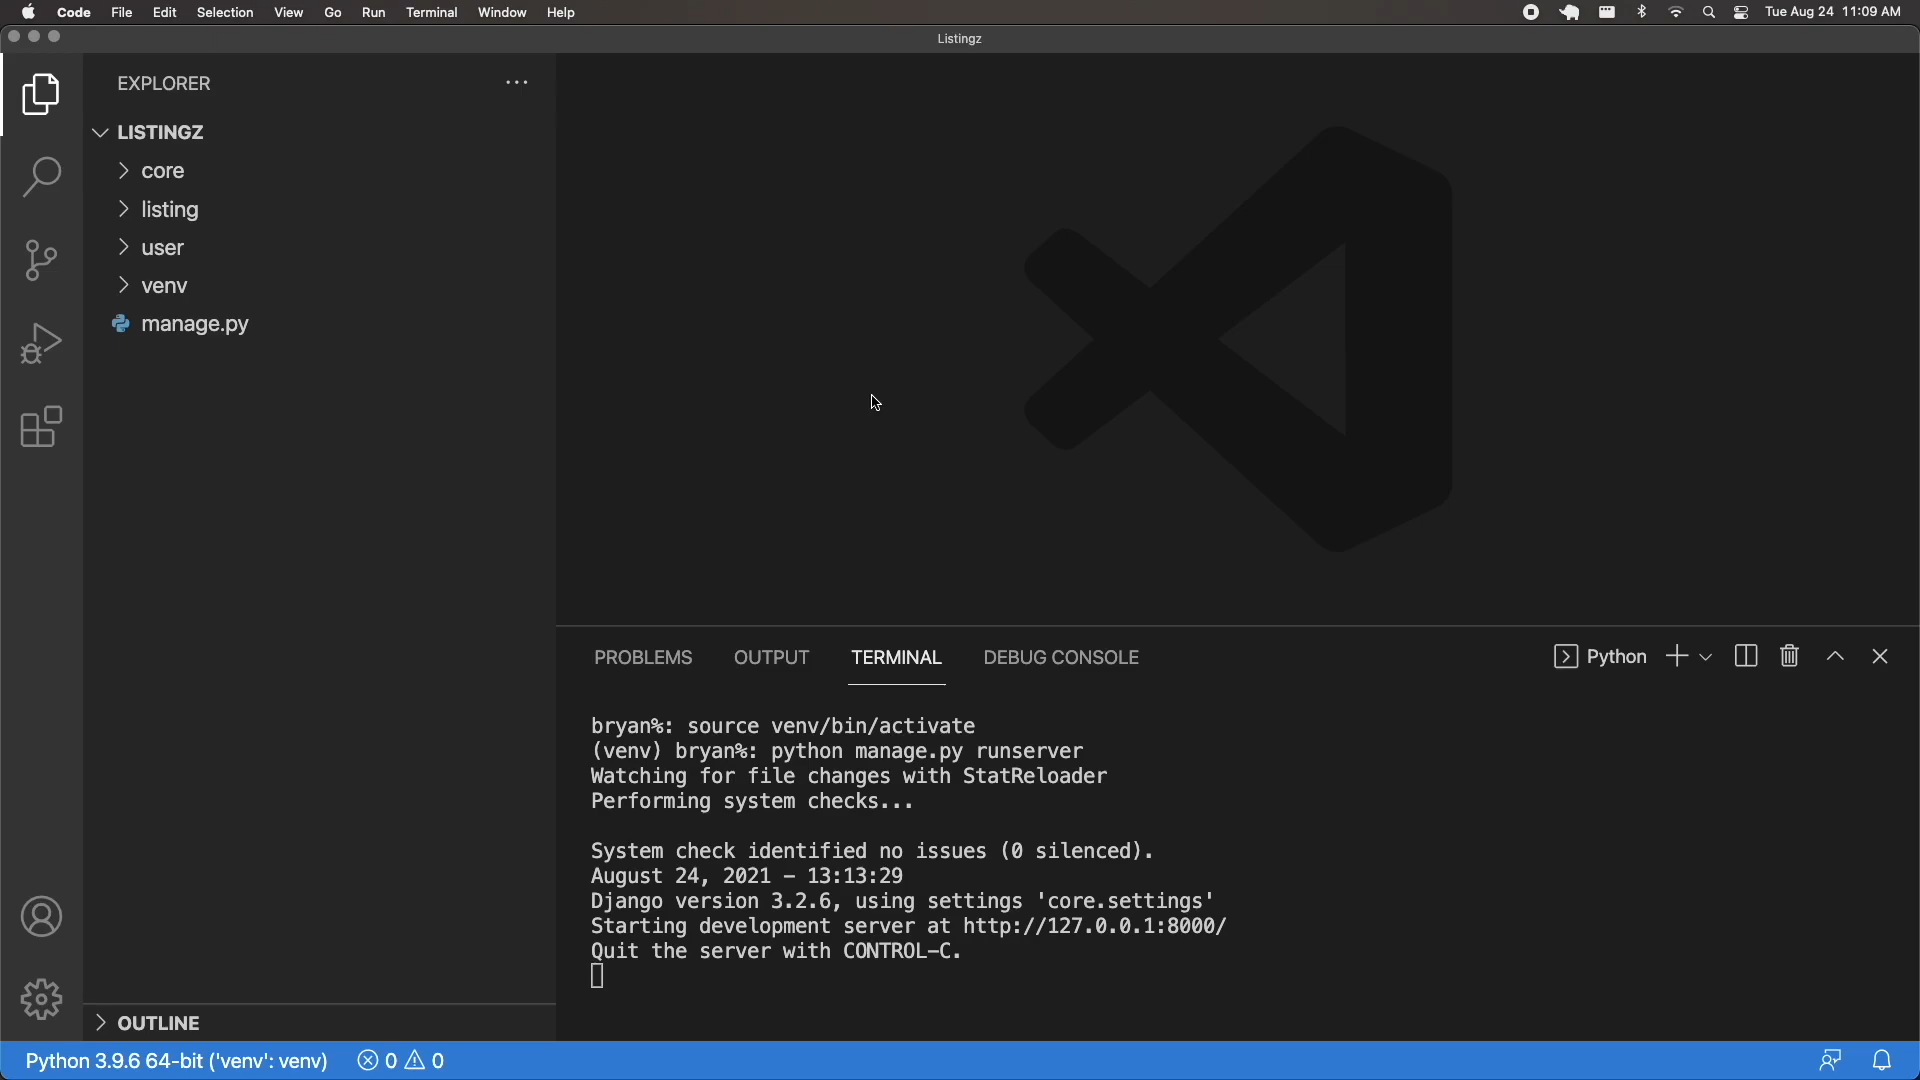 Code File Edit Selection View Go Run Terminal Window Help Tue Aug 24 11:09 AM
Listingz
EXPLORER
LISTINGZ
core
listing
user
venv
manage.py
OUTLINE
PROBLEMS OUTPUT TERMINAL DEBUG CONSOLE Python
bryan%: source venv/bin/activate
(venv) bryan%: python manage.py runserver
Watching for file changes with StatReloader
Performing system checks...
System check identified no issues (0 silenced).
August 24, 2021 - 13:13:29
Django version 3.2.6, using settings 'core.settings'
Starting development server at http://127.0.0.1:8000/
Quit the server with CONTROL-C.
Python 3.9.6 64-bit ('venv': venv) 0 0